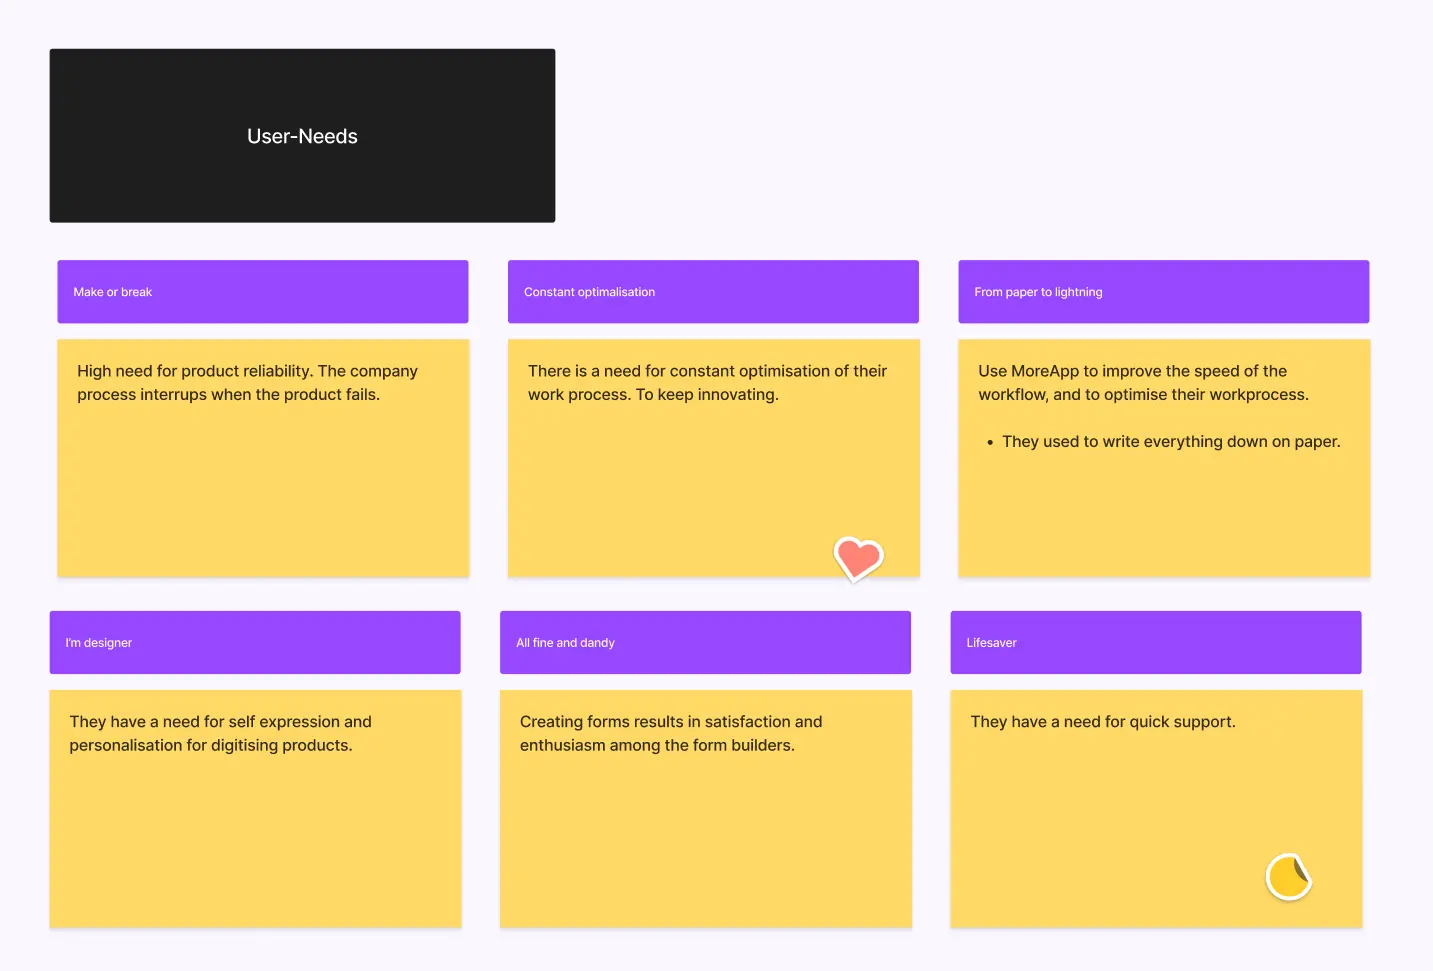 User-Needs
Make or break
Constant optimalisation
From paper to lightning
High need for product reliability. The company
process interrups when the product fails.
There is a need for constant optimisation of their
work process. To keep innovating.
Use MoreApp to improve the speed of the
workflow, and to optimise their workprocess.
• They used to write everything down on paper.
I'm designer
All fine and dandy
Lifesaver
They have a need for self expression and
personalisation for digitising products.
Creating forms results in satisfaction and
enthusiasm among the form builders.
They have a need for quick support.